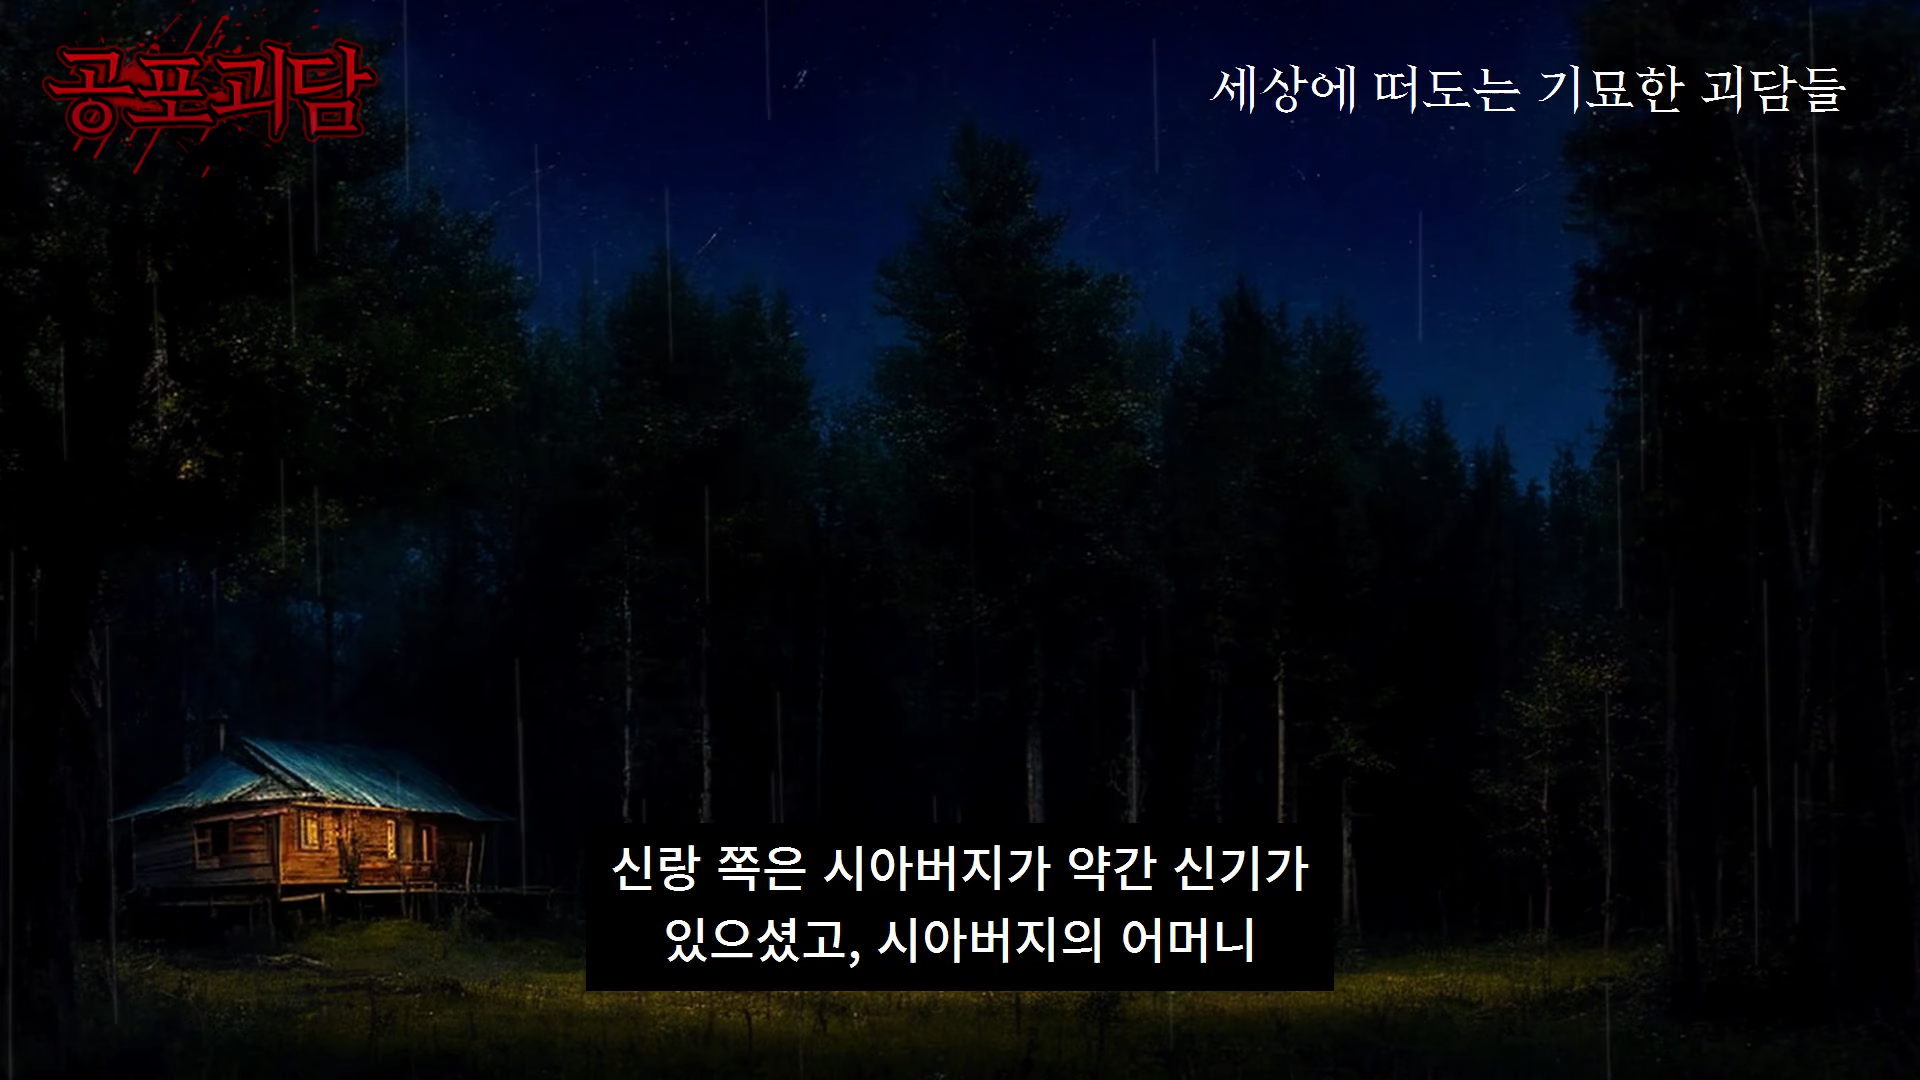 공포괴담
세상에 떠도는 기묘한 괴담들
신랑 쪽은 시아버지가 약간 신기가
있으셨고, 시아버지의 어머니